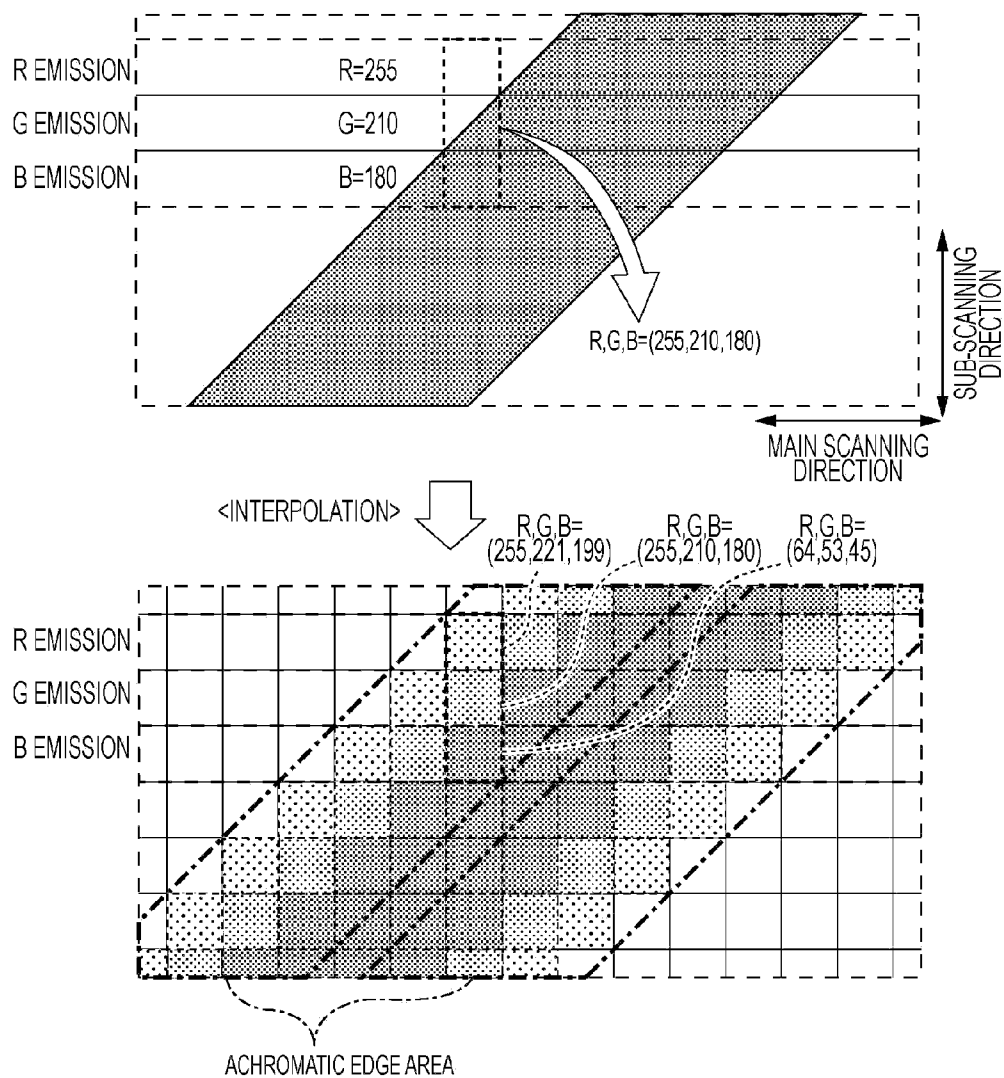 R EMISSION
R=255
G EMISSION
G=210
B EMISSION
B=180
R,G,B=(255,210,180)
SUB-SCANNING
DIRECTION
MAIN SCANNING
DIRECTION
<INTERPOLATION>
R,G,B=
(255,221,199)
R,G,B=
(255,210,180)
R,G,B=
(64,53,45)
R EMISSION
G EMISSION
B EMISSION
ACHROMATIC EDGE AREA